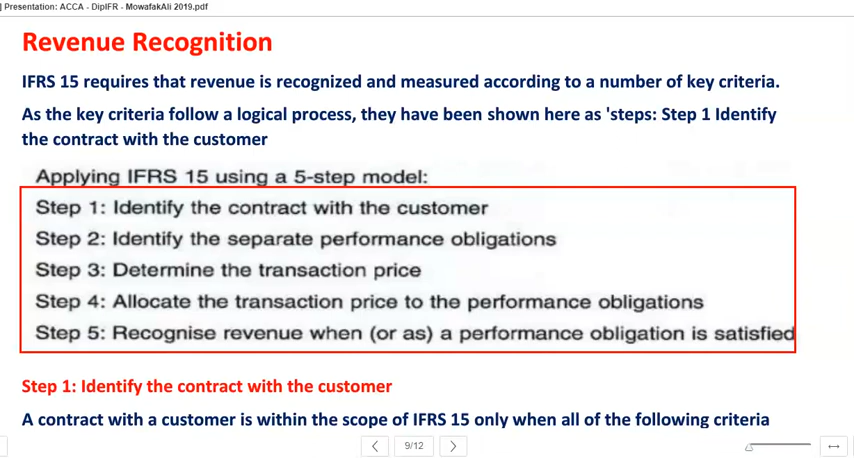 | Presentation: ACCA - DipIFR - MowafakAli 2019.pdf
Revenue Recognition
IFRS 15 requires that revenue is recognized and measured according to a number of key criteria.
As the key criteria follow a logical process, they have been shown here as 'steps: Step 1 Identify
the contract with the customer
Applying IFRS 15 using a 5-step model:
Step 1: Identify the contract with the customer
Step 2: Identify the separate performance obligations
Step 3: Determine the transaction price
Step 4: Allocate the transaction price to the performance obligations
Step 5: Recognise revenue when (or as) a performance obligation is satisfied
Step 1: Identify the contract with the customer
A contract with a customer is within the scope of IFRS 15 only when all of the following criteria
9/12